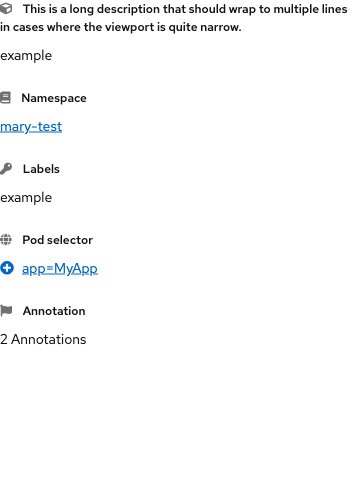 This is a long description that should wrap to multiple lines
in cases where the viewport is quite narrow.
example
Namespace
mary-test
Labels
example
Pod selector
app=MyApp
Annotation
2 Annotations